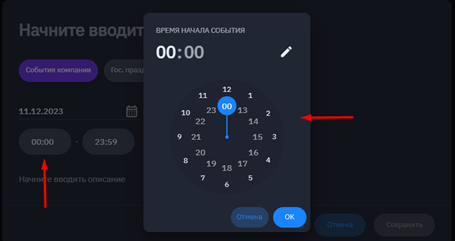 Начните вводит
События компании
Гос. празд
11.12.2023
00:00 - 23:59
Начните вводить описание
ВРЕМЯ НАЧАЛА СОБЫТИЯ
00:00
12
11 1
23 00 13
10 2
22 14
9 21 15 3
20 16
8 4
19 18 17
7 5
6
Отмена
OK
Отмена
Сохранить